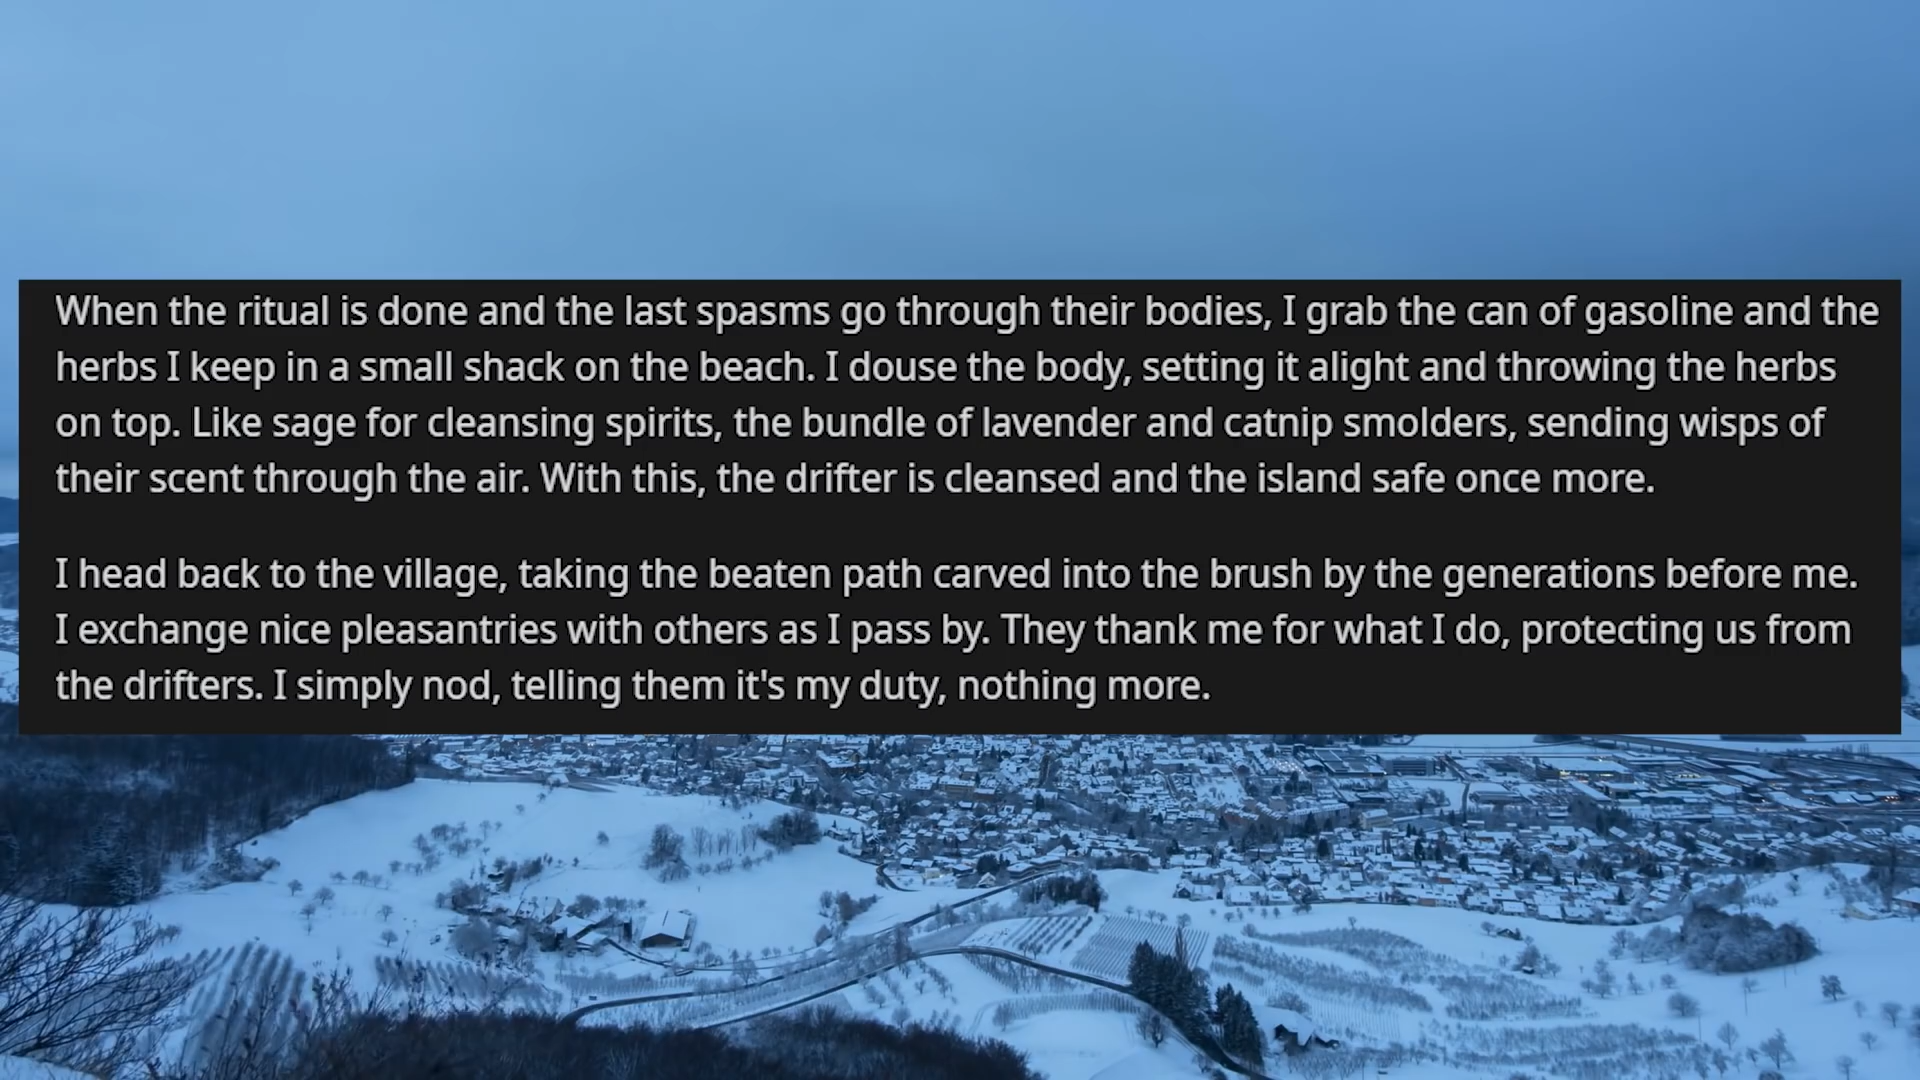 When the ritual is done and the last spasms go through their bodies, I grab the can of gasoline and the
herbs I keep in a small shack on the beach. I douse the body, setting it alight and throwing the herbs
on top. Like sage for cleansing spirits, the bundle of lavender and catnip smolders, sending wisps of
their scent through the air. With this, the drifter is cleansed and the island safe once more.
I head back to the village, taking the beaten path carved into the brush by the generations before me.
I exchange nice pleasantries with others as I pass by. They thank me for what I do, protecting us from
the drifters. I simply nod, telling them it's my duty, nothing more.